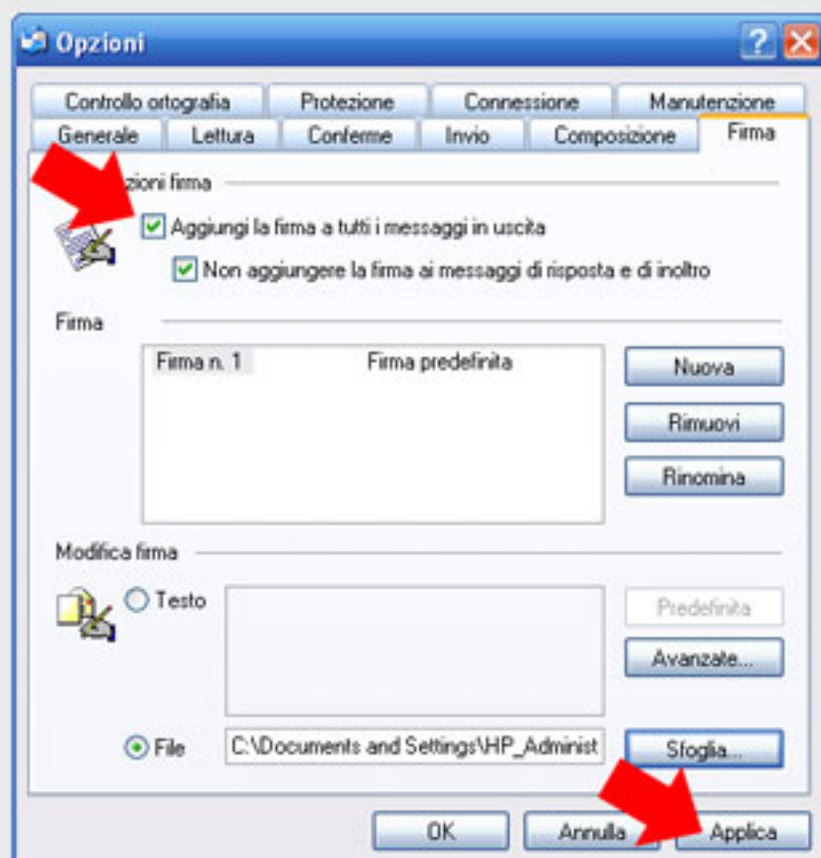 Opzioni
Controllo ortografia Protezione Connessione Manutenzione
Generale Lettura Conferme Invio Composizione Firma
firma
Aggiungi la firma a tutti i messaggi in uscita
Non aggiungere la firma ai messaggi di risposta e di inoltro
Firma
Firma n. 1 Firma predefinita
Nuova
Rimuovi
Rinomina
Modifica firma
Testo
Predefinita
Avanzate...
File C:\Documents and Settings\HP_Administ Sfoglia...
OK Annulla Applica